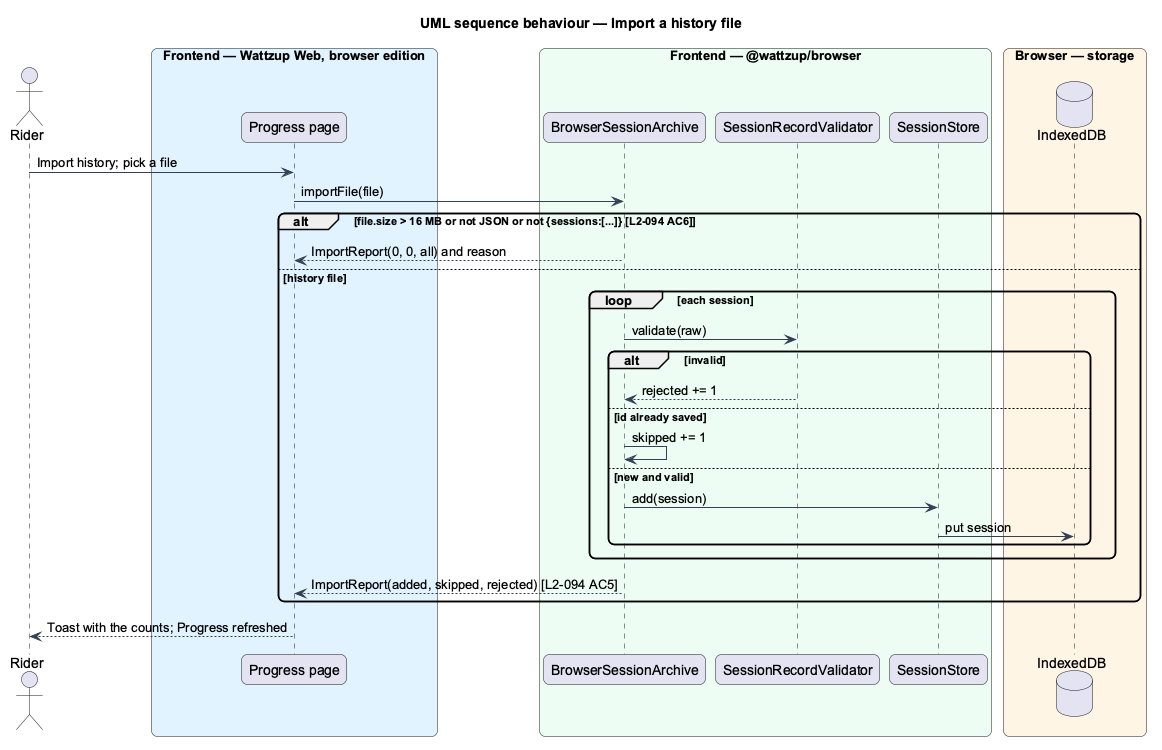 UML sequence behaviour — Import a history file
Frontend — Wattzup Web, browser edition
Frontend — @wattzup/browser
Browser — storage
Rider
Progress page
BrowserSessionArchive
SessionRecordValidator
SessionStore
IndexedDB
Import history; pick a file
importFile(file)
alt
[file.size > 16 MB or not JSON or not {sessions:[...]} [L2-094 AC6]]
ImportReport(0, 0, all) and reason
[history file]
loop
[each session]
validate(raw)
alt
[invalid]
rejected += 1
[id already saved]
skipped += 1
[new and valid]
add(session)
put session
ImportReport(added, skipped, rejected) [L2-094 AC5]
Toast with the counts; Progress refreshed
Rider
Progress page
BrowserSessionArchive
SessionRecordValidator
SessionStore
IndexedDB